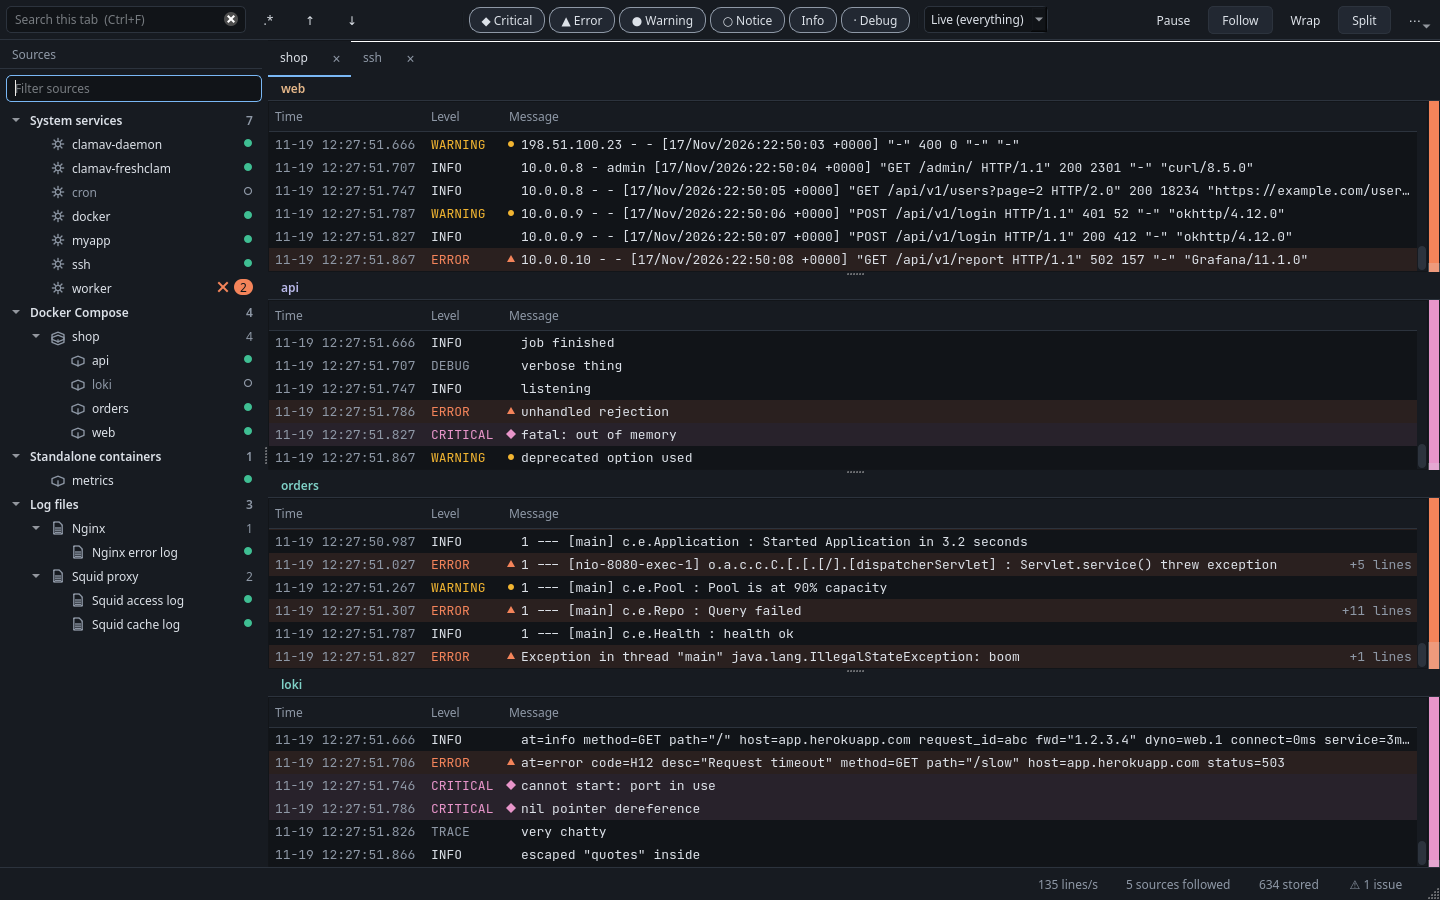 Search this tab (Ctrl+F) .* ↑ ↓ ◆ Critical ▲ Error ● Warning ○ Notice Info · Debug Live (everything) Pause Follow Wrap Split ...
Sources
Filter sources
System services 7
clamav-daemon
clamav-freshclam
cron
docker
myapp
ssh
worker 2
Docker Compose 4
shop 4
api
loki
orders
web
Standalone containers 1
metrics
Log files 3
Nginx 1
Nginx error log
Squid proxy 2
Squid access log
Squid cache log
shop × ssh ×
web
Time Level Message
11-19 12:27:51.666 WARNING ● 198.51.100.23 - - [17/Nov/2026:22:50:03 +0000] "-" 400 0 "-" "-"
11-19 12:27:51.707 INFO 10.0.0.8 - admin [17/Nov/2026:22:50:04 +0000] "GET /admin/ HTTP/1.1" 200 2301 "-" "curl/8.5.0"
11-19 12:27:51.747 INFO 10.0.0.8 - - [17/Nov/2026:22:50:05 +0000] "GET /api/v1/users?page=2 HTTP/2.0" 200 18234 "https://example.com/user…
11-19 12:27:51.787 WARNING ● 10.0.0.9 - - [17/Nov/2026:22:50:06 +0000] "POST /api/v1/login HTTP/1.1" 401 52 "-" "okhttp/4.12.0"
11-19 12:27:51.827 INFO 10.0.0.9 - - [17/Nov/2026:22:50:07 +0000] "POST /api/v1/login HTTP/1.1" 200 412 "-" "okhttp/4.12.0"
11-19 12:27:51.867 ERROR ▲ 10.0.0.10 - - [17/Nov/2026:22:50:08 +0000] "GET /api/v1/report HTTP/1.1" 502 157 "-" "Grafana/11.1.0"
api
Time Level Message
11-19 12:27:51.666 INFO job finished
11-19 12:27:51.707 DEBUG verbose thing
11-19 12:27:51.747 INFO listening
11-19 12:27:51.786 ERROR ▲ unhandled rejection
11-19 12:27:51.827 CRITICAL ◆ fatal: out of memory
11-19 12:27:51.867 WARNING ● deprecated option used
orders
Time Level Message
11-19 12:27:50.987 INFO 1 --- [main] c.e.Application : Started Application in 3.2 seconds
11-19 12:27:51.027 ERROR ▲ 1 --- [nio-8080-exec-1] o.a.c.c.C.[.[.[/].[dispatcherServlet] : Servlet.service() threw exception +5 lines
11-19 12:27:51.267 WARNING ● 1 --- [main] c.e.Pool : Pool is at 90% capacity
11-19 12:27:51.307 ERROR ▲ 1 --- [main] c.e.Repo : Query failed +11 lines
11-19 12:27:51.787 INFO 1 --- [main] c.e.Health : health ok
11-19 12:27:51.827 ERROR ▲ Exception in thread "main" java.lang.IllegalStateException: boom +1 lines
loki
Time Level Message
11-19 12:27:51.666 INFO at=info method=GET path="/" host=app.herokuapp.com request_id=abc fwd="1.2.3.4" dyno=web.1 connect=0ms service=3m…
11-19 12:27:51.706 ERROR ▲ at=error code=H12 desc="Request timeout" method=GET path="/slow" host=app.herokuapp.com status=503
11-19 12:27:51.746 CRITICAL ◆ cannot start: port in use
11-19 12:27:51.786 CRITICAL ◆ nil pointer dereference
11-19 12:27:51.826 TRACE very chatty
11-19 12:27:51.866 INFO escaped "quotes" inside
135 lines/s 5 sources followed 634 stored ⚠ 1 issue